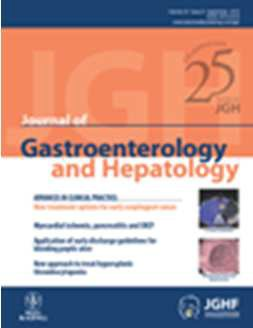 JGH
25
JGH
Journal of
Gastroenterology
and Hepatology
ADVANCES IN CLINICAL PRACTICE
New treatment options for early esophageal cancer
Myocardial ischemia, pancreatitis and ERCP
Application of early discharge guidelines for
bleeding peptic ulcer
New approach to treat hypersplenic
thrombocytopenia
JGHF